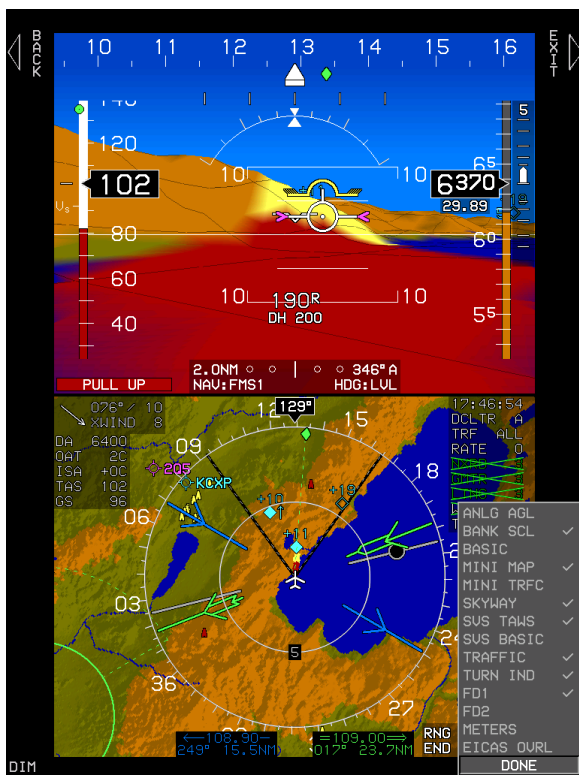 BACK
EXIT
10 11 12 13 14 15 16
140
120
102
Vs
80
60
40
5
65
6370
29.89
60
55
10 10
10 10
190R
DH 200
2.0NM 346° A
NAV:FMS1 HDG:LVL
PULL UP
076° / 10
XWIND 8
DA 6400
OAT 2C
ISA +0C
TAS 102
GS 96
129°
17:46:54
DCLTR A
TRF ALL
RATE 0
12
15
09
18
06
03
36
27
2Q5
KCXP
+10
+18
+11
5
←108.90-
249° 15.5NM
=109.00⇒
017° 23.7NM
RNG
END
ANLG AGL
BANK SCL ✓
BASIC
MINI MAP ✓
MINI TRFC
SKYWAY ✓
SVS TAWS ✓
SVS BASIC
TRAFFIC ✓
TURN IND ✓
FD1 ✓
FD2
METERS
EICAS OVRL
DONE
DIM